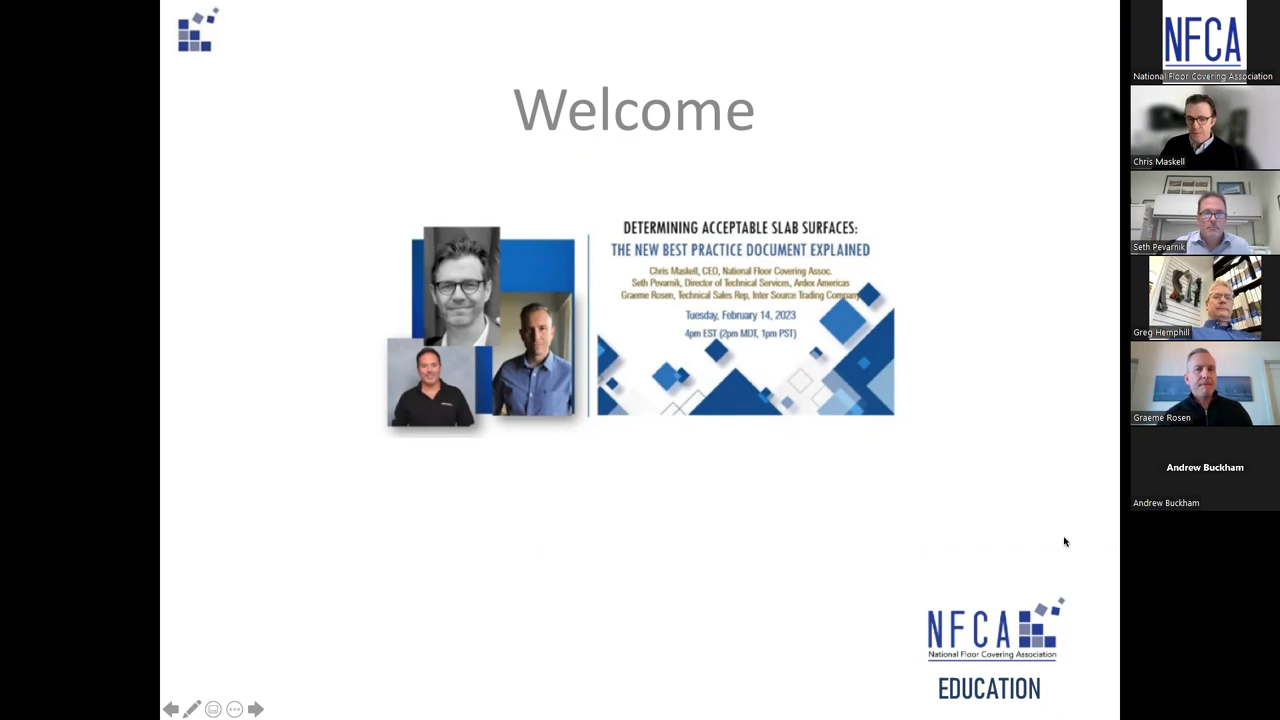 Welcome
DETERMINING ACCEPTABLE SLAB SURFACES:
THE NEW BEST PRACTICE DOCUMENT EXPLAINED
Chris Maskell, CEO, National Floor Covering Assoc.
Seth Pevarnik, Director of Technical Services, Ardex Americas
Graeme Rosen, Technical Sales Rep, Inter Source Trading Company
Tuesday, February 14, 2023
4pm EST (2pm MDT, 1pm PST)
NFCA
National Floor Covering Association
EDUCATION
NFCA
National Floor Covering Association
Chris Maskell
Seth Pevarnik
Greg Hemphill
Graeme Rosen
Andrew Buckham
Andrew Buckham